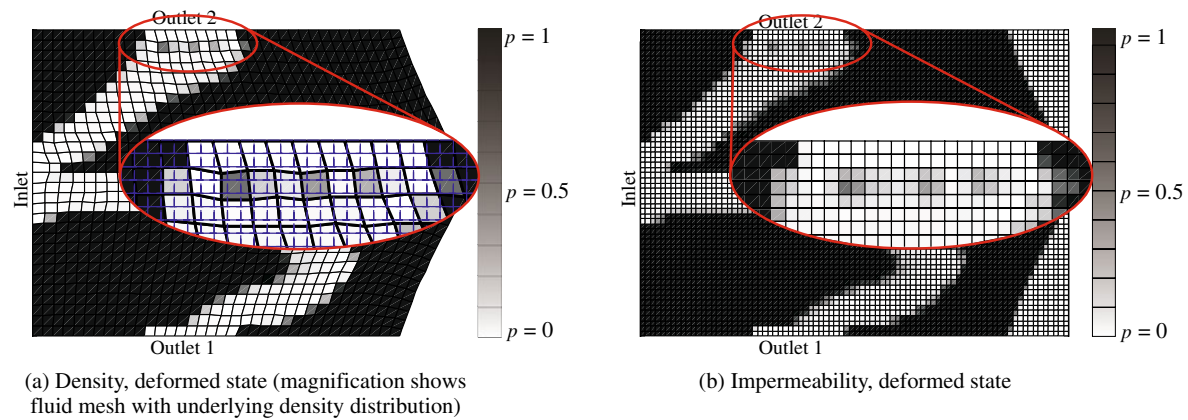 Outlet 2
p = 1
Inlet
p = 0.5
p = 0
Outlet 1
(a) Density, deformed state (magnification shows
fluid mesh with underlying density distribution)
Outlet 2
p = 1
Inlet
p = 0.5
p = 0
Outlet 1
(b) Impermeability, deformed state